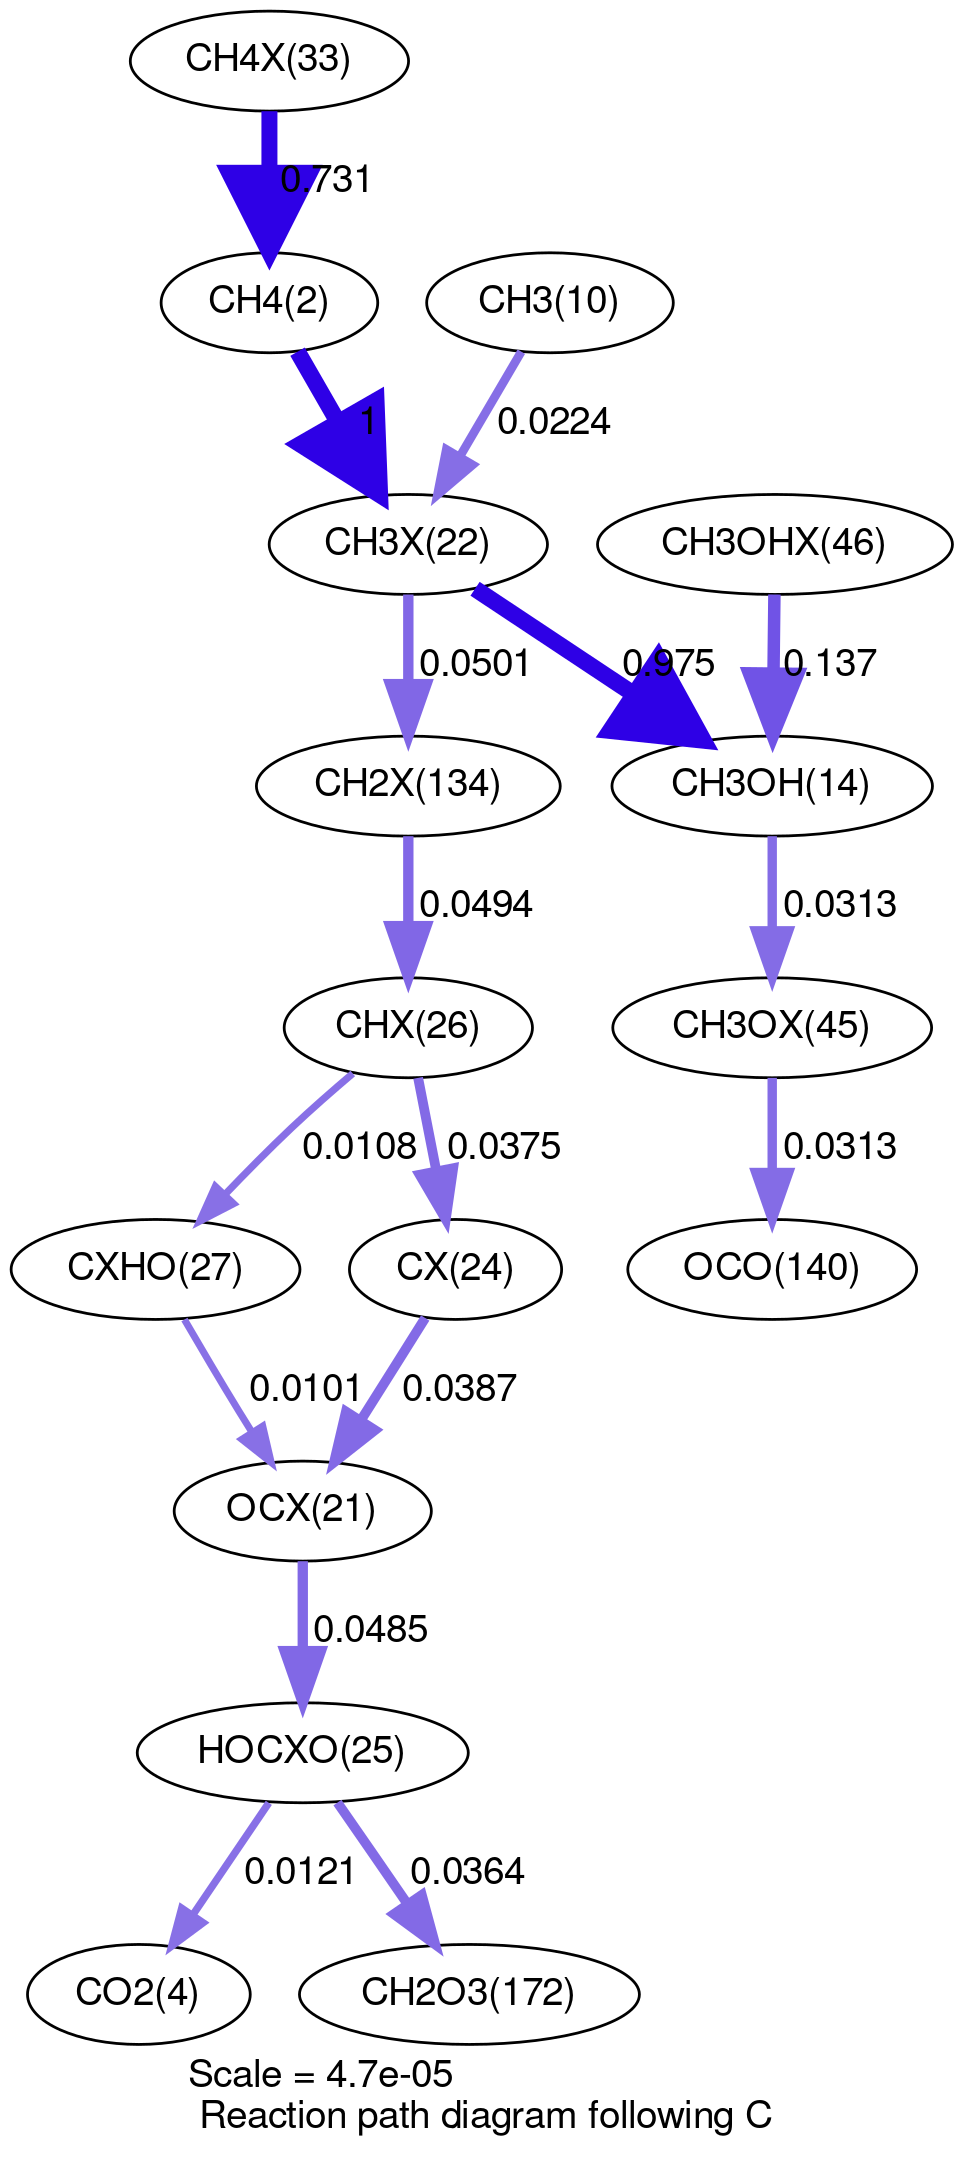 CH4X(33)
0.731
CH4(2)
CH3(10)
1
0.0224
CH3X(22)
CH3OHX(46)
0.0501
0.975
0.137
CH2X(134)
CH3OH(14)
0.0494
0.0313
CHX(26)
CH3OX(45)
0.0108
0.0375
0.0313
CXHO(27)
CX(24)
OCO(140)
0.0101
0.0387
OCX(21)
0.0485
HOCXO(25)
0.0121
0.0364
CO2(4)
CH2O3(172)
Scale = 4.7e-05
Reaction path diagram following C